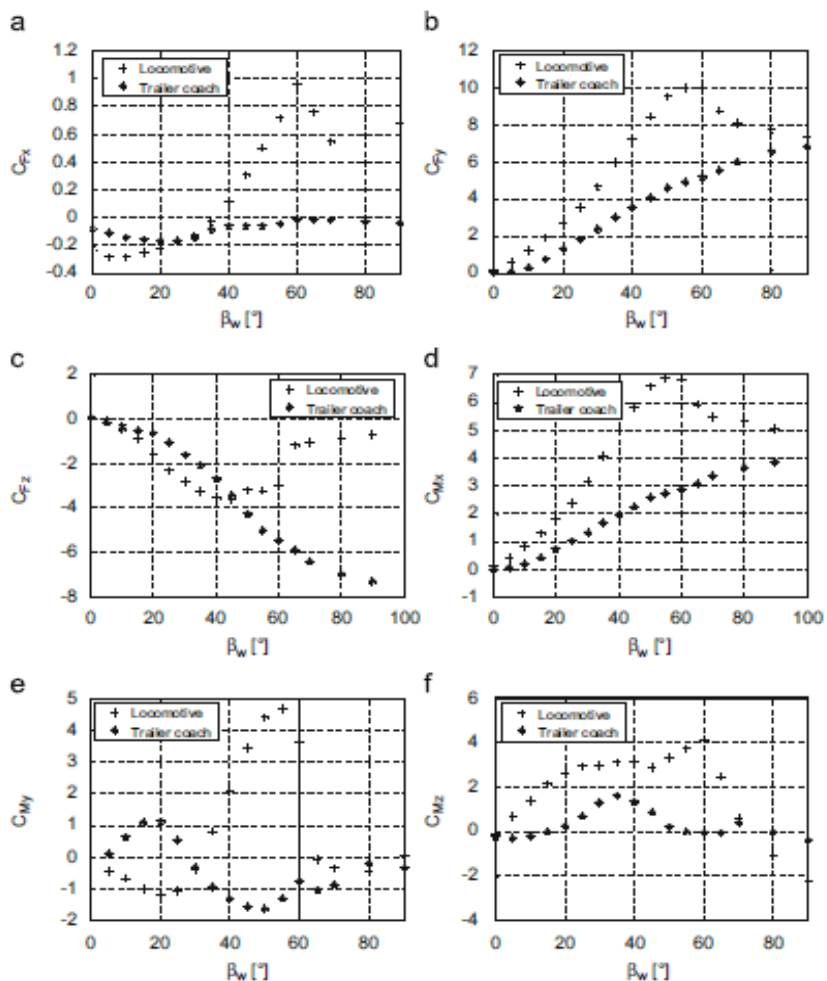 a
1.2
1
0.8
0.6
0.4
0.2
0
-0.2
-0.4
CFx
Locomotive
Trailer coach
0 20 40 60 80
βw [°]
b
12
10
8
6
4
2
0
CFy
Locomotive
Trailer coach
0 20 40 60 80
βw [°]
c
2
0
-2
-4
-6
-8
CFz
Locomotive
Trailer coach
0 20 40 60 80 100
βw [°]
d
7
6
5
4
3
2
1
0
-1
CMx
Locomotive
Trailer coach
0 20 40 60 80 100
βw [°]
e
5
4
3
2
1
0
-1
-2
CMy
Locomotive
Trailer coach
0 20 40 60 80
βw [°]
f
6
4
2
0
-2
-4
CMz
Locomotive
Trailer coach
0 20 40 60 80
βw [°]